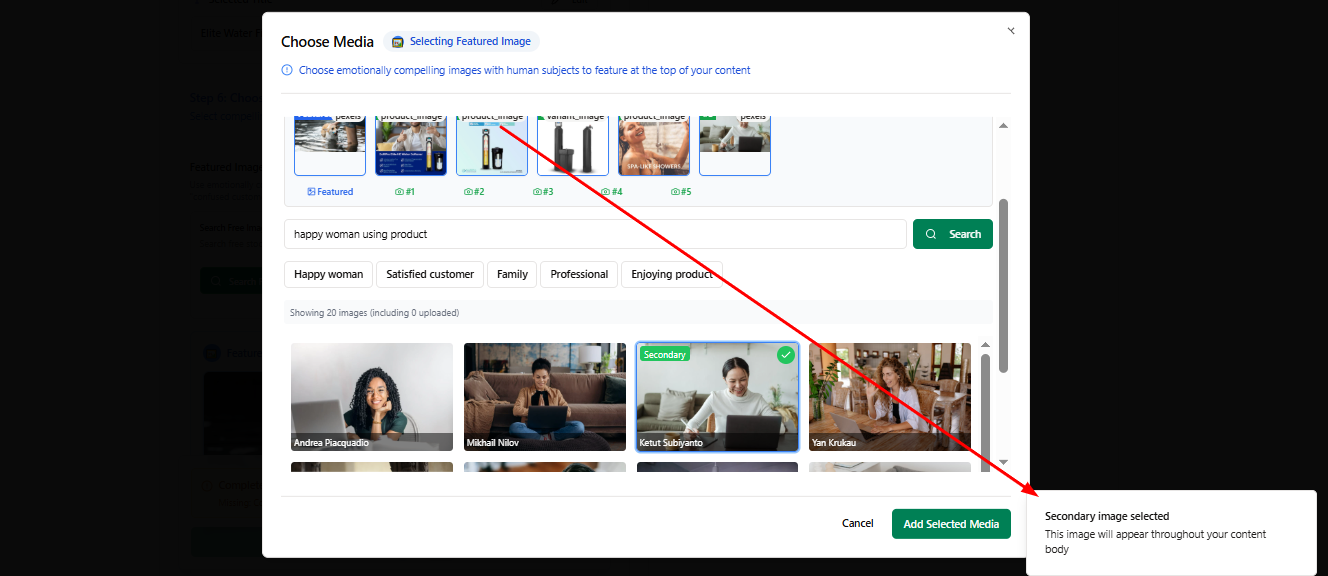 Choose Media
Selecting Featured Image
Choose emotionally compelling images with human subjects to feature at the top of your content
pexels
product_image
product_image
variant_image
product_image
pexels
SPA-LIKE SHOWERS
Featured
#1
#2
#3
#4
#5
happy woman using product
Search
Happy woman
Satisfied customer
Family
Professional
Enjoying product
Showing 20 images (including 0 uploaded)
Secondary
Andrea Piacquadio
Mikhail Nilov
Ketut Subiyanto
Yan Krukau
Cancel
Add Selected Media
Secondary image selected
This image will appear throughout your content
body